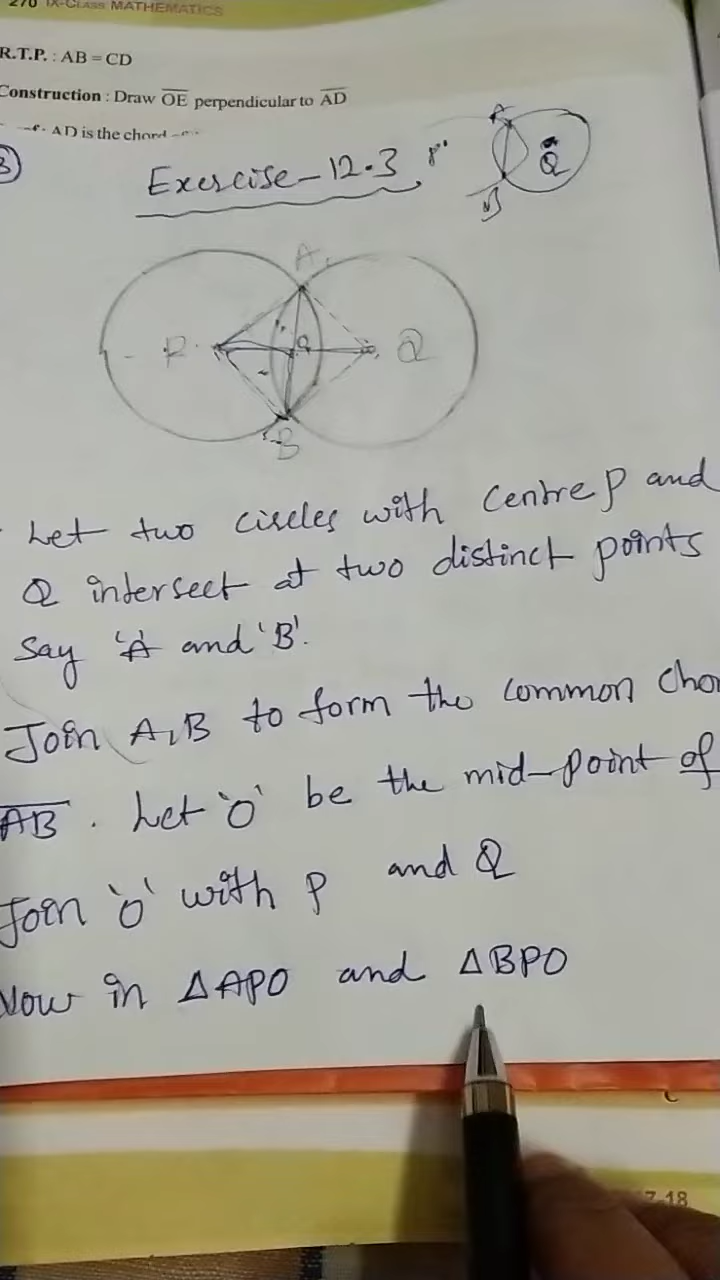 270 IX-CLASS MATHEMATICS
R.T.P. : AB = CD
Construction : Draw OE perpendicular to AD
AD is the chord
Exercise-12.3
A
Q
B
A
P
Q
B
Let two circles with centre P and
Q intersect at two distinct points
say 'A' and 'B'.
Join A,B to form the common
AB . Let 'O' be the mid-point of
Join 'O' with P and Q
Now in ΔAPO and ΔBPO